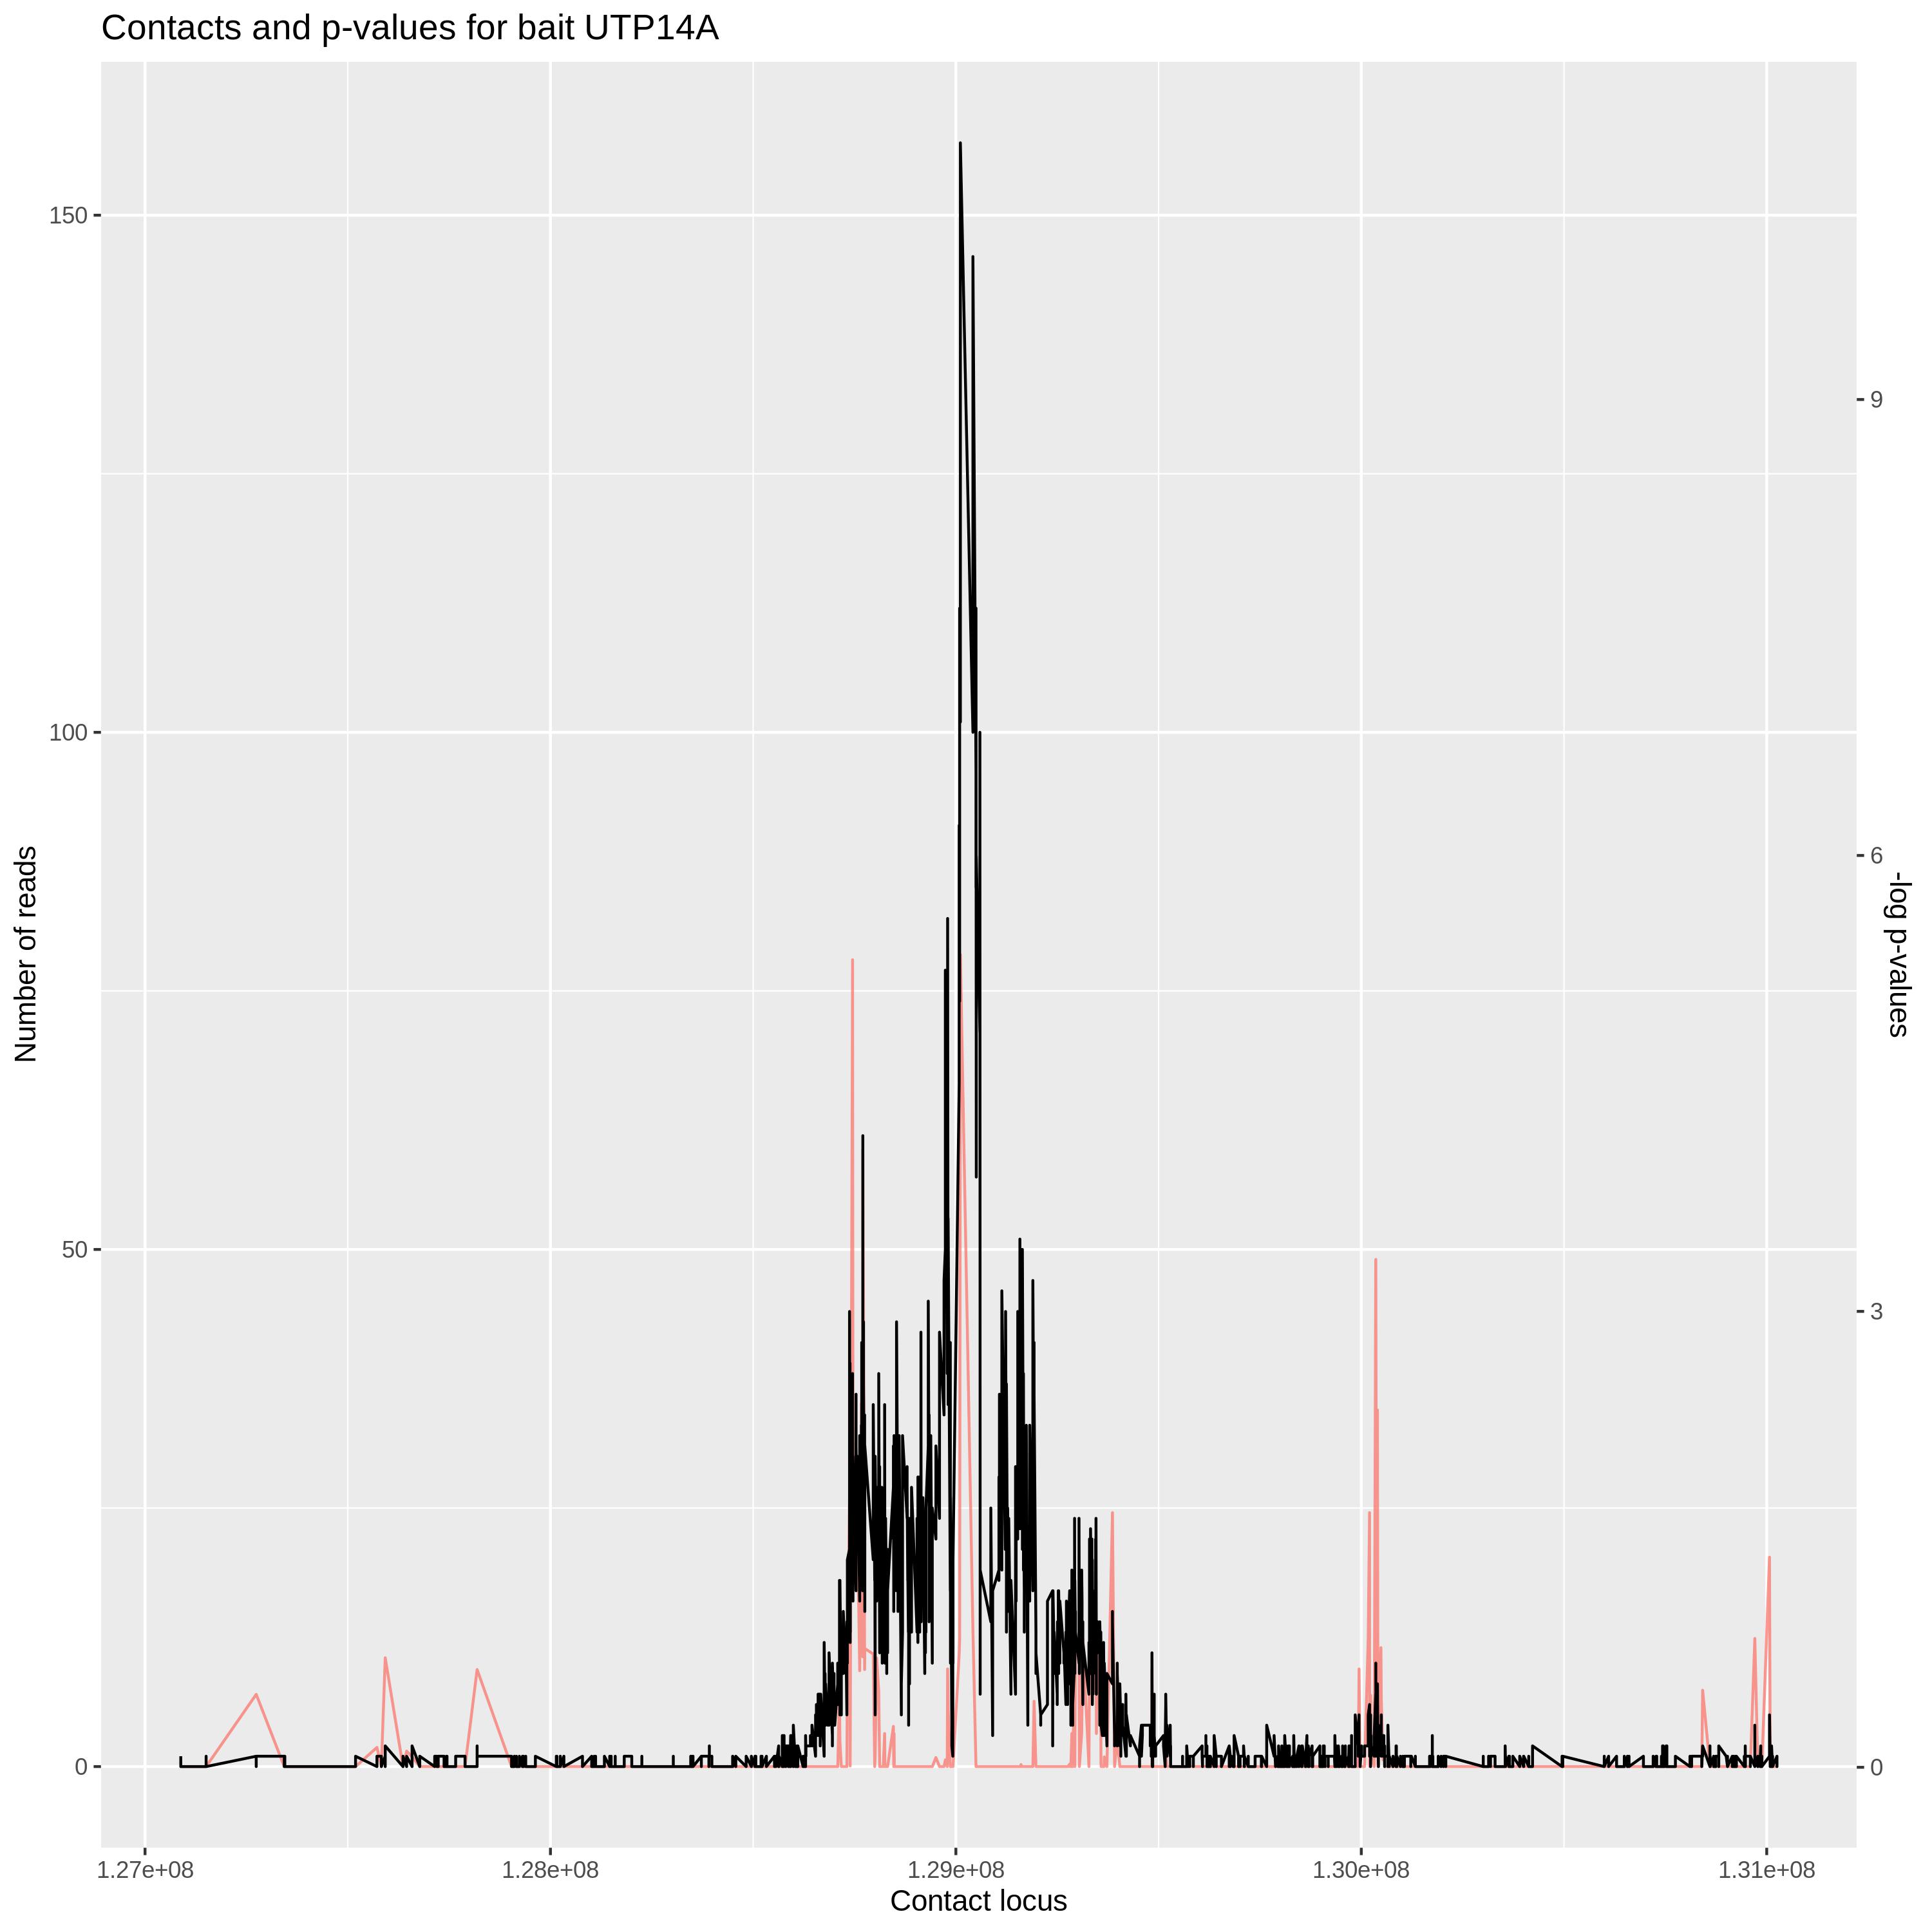 Contacts and p-values for bait UTP14A
150
100
50
0
9
6
3
0
Number of reads
-log p-values
1.27e+08
1.28e+08
1.29e+08
1.30e+08
1.31e+08
Contact locus